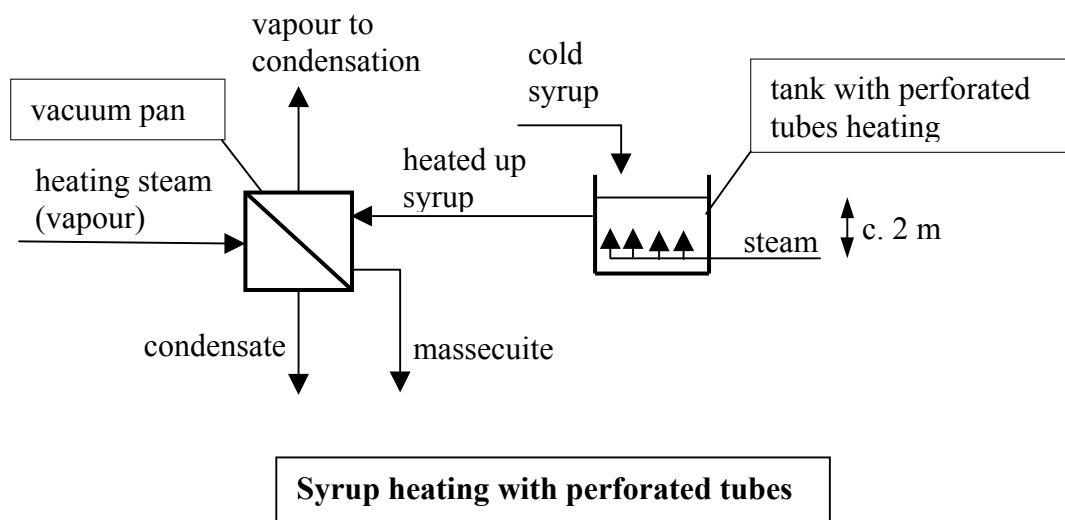 vapour to
condensation
cold
syrup
tank with perforated
tubes heating
vacuum pan
heated up
syrup
heating steam
(vapour)
steam
c. 2 m
condensate
massecuite
Syrup heating with perforated tubes